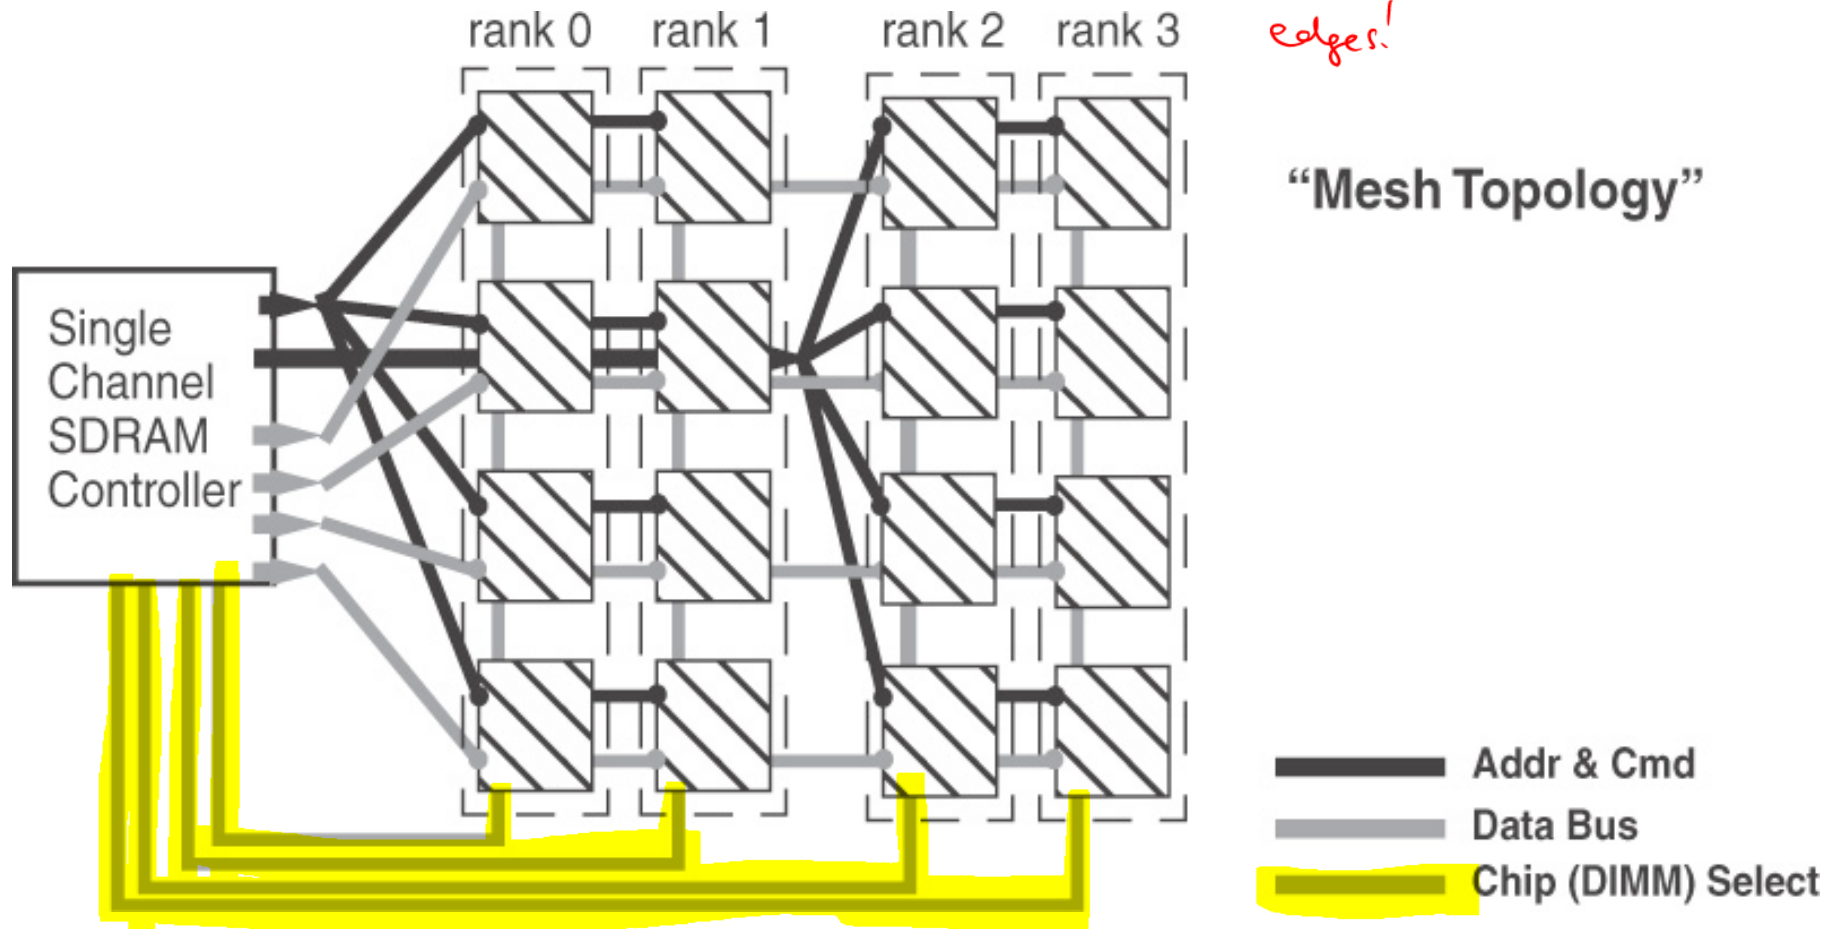 rank 0 rank 1 rank 2 rank 3
edges!
“Mesh Topology”
Single
Channel
SDRAM
Controller
Addr & Cmd
Data Bus
Chip (DIMM) Select